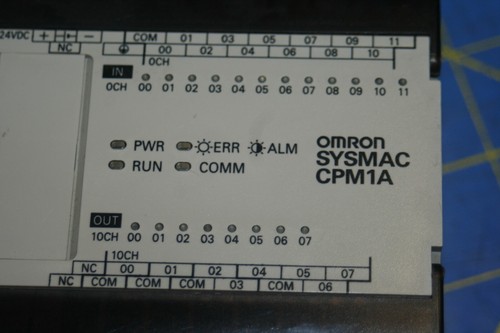 24VDC + - COM 01 03 05 07 09 11
NC 00 02 04 06 08 10
0CH
IN
0CH 00 01 02 03 04 05 06 07 08 09 10 11
PWR ERR ALM
RUN COMM
OMRON
SYSMAC
CPM1A
OUT
10CH 00 01 02 03 04 05 06 07
10CH
NC 00 01 02 04 05 07
NC COM COM COM 03 COM 06